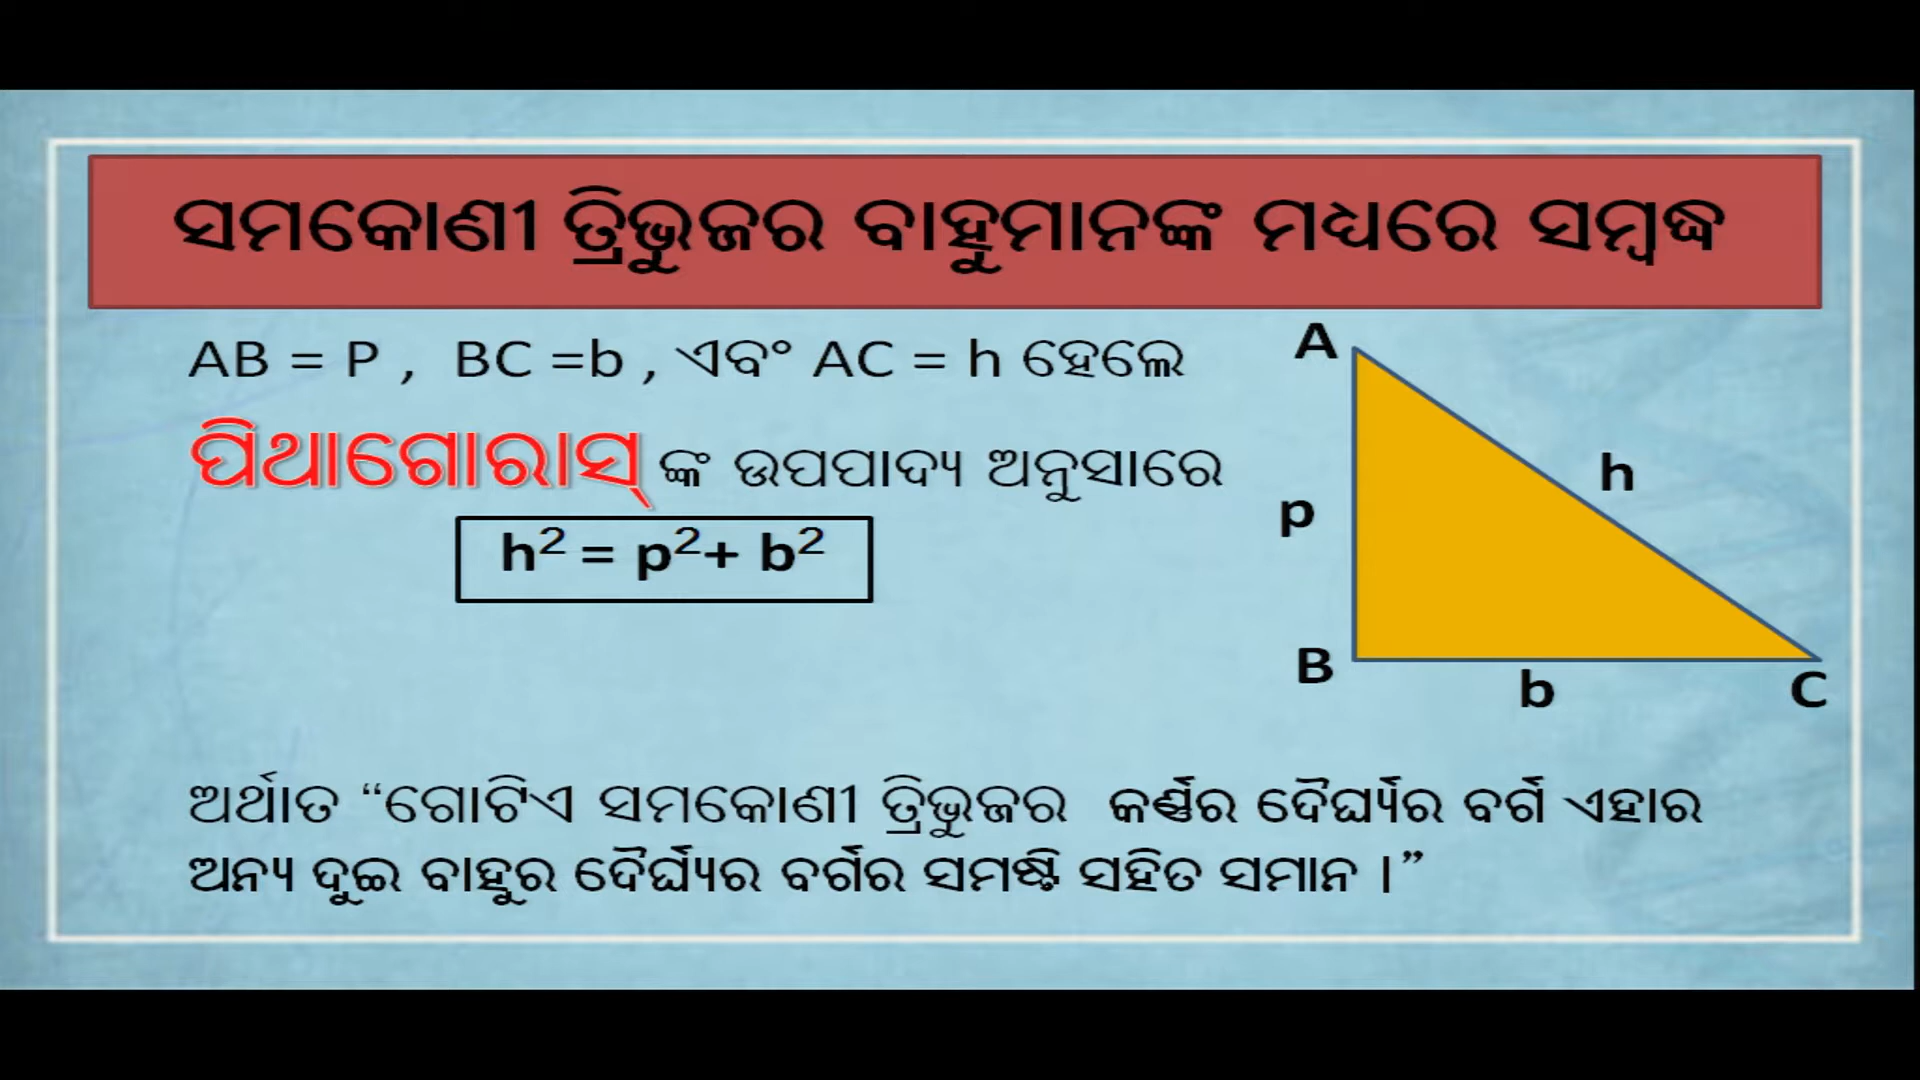 ସମକୋଣୀ ତ୍ରିଭୁଜର ବାହୁମାନଙ୍କ ମଧ୍ୟରେ ସମ୍ବନ୍ଧ
AB = P , BC =b , ଏବଂ AC = h ହେଲେ
ପିଥାଗୋରାସ୍ ଙ୍କ ଉପପାଦ୍ୟ ଅନୁସାରେ
h² = p²+ b²
A
h
p
B
b
C
ଅର୍ଥାତ “ଗୋଟିଏ ସମକୋଣୀ ତ୍ରିଭୁଜର କର୍ଣ୍ଣର ଦୈର୍ଘ୍ୟର ବର୍ଗ ଏହାର
ଅନ୍ୟ ଦୁଇ ବାହୁର ଦୈର୍ଘ୍ୟର ବର୍ଗର ସମଷ୍ଟି ସହିତ ସମାନ ।”